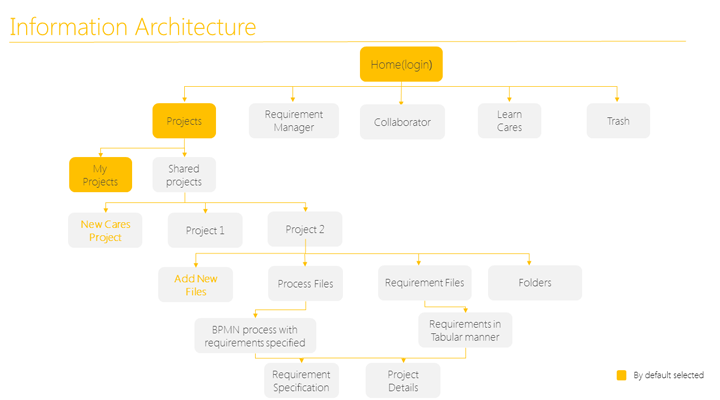 Information Architecture
Home(login)
Projects
Requirement
Manager
Collaborator
Learn
Cares
Trash
My
Projects
Shared
projects
New Cares
Project
Project 1
Project 2
Add New
Files
Process Files
Requirement Files
Folders
BPMN process with
requirements specified
Requirements in
Tabular manner
Requirement
Specification
Project
Details
By default selected